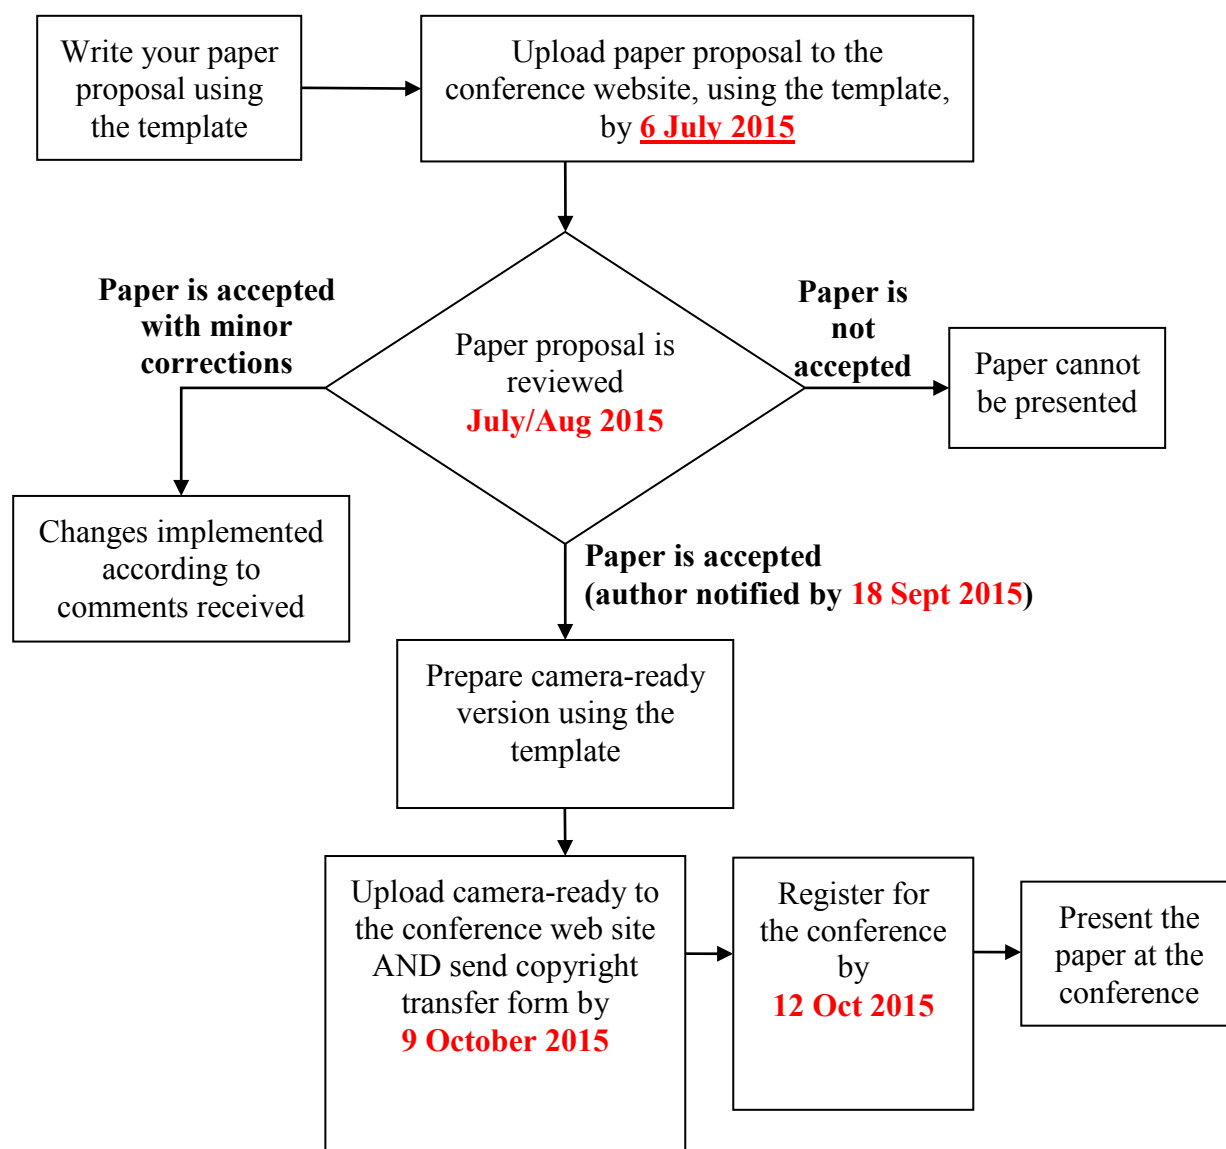 Write your paper
proposal using
the template
Upload paper proposal to the
conference website, using the template,
by 6 July 2015
Paper is accepted
with minor
corrections
Paper proposal is
reviewed
July/Aug 2015
Paper is
not
accepted
Paper cannot
be presented
Changes implemented
according to
comments received
Paper is accepted
(author notified by 18 Sept 2015)
Prepare camera-ready
version using the
template
Upload camera-ready to
the conference web site
AND send copyright
transfer form by
9 October 2015
Register for
the conference
by
12 Oct 2015
Present the
paper at the
conference